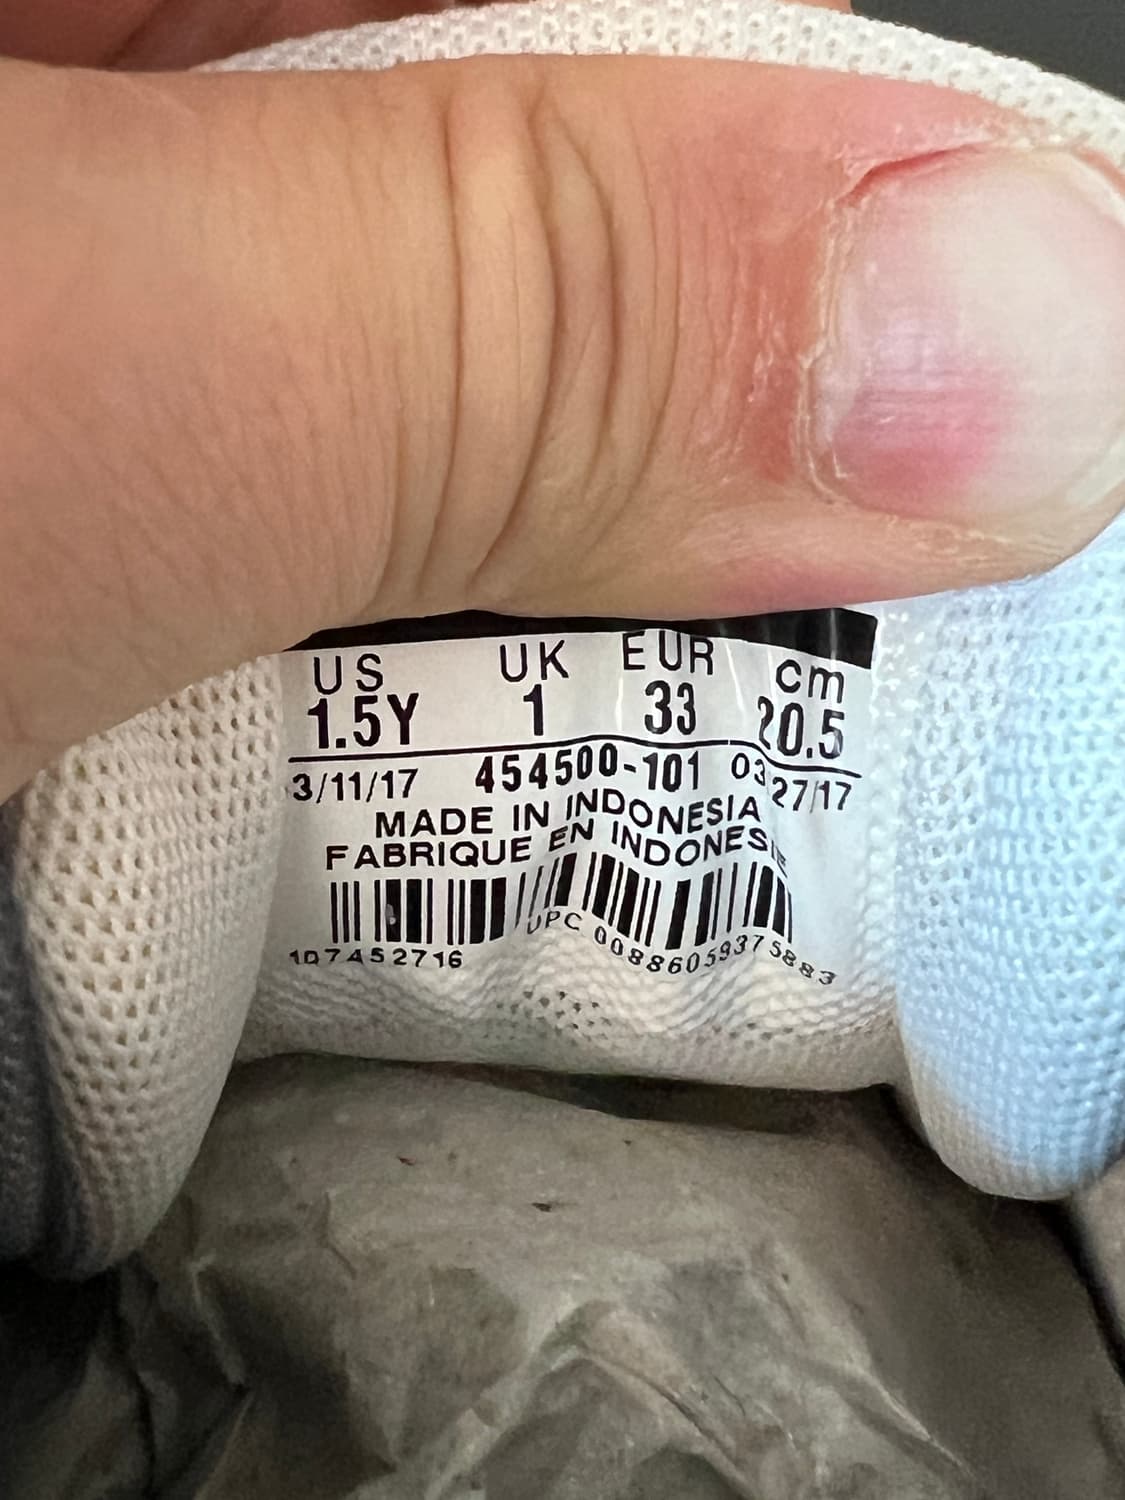 US UK EUR cm
1.5Y 1 33 20.5
3/11/17 454500-101 03/27/17
MADE IN INDONESIA
FABRIQUE EN INDONESIE
107452716 UPC 00886059375883